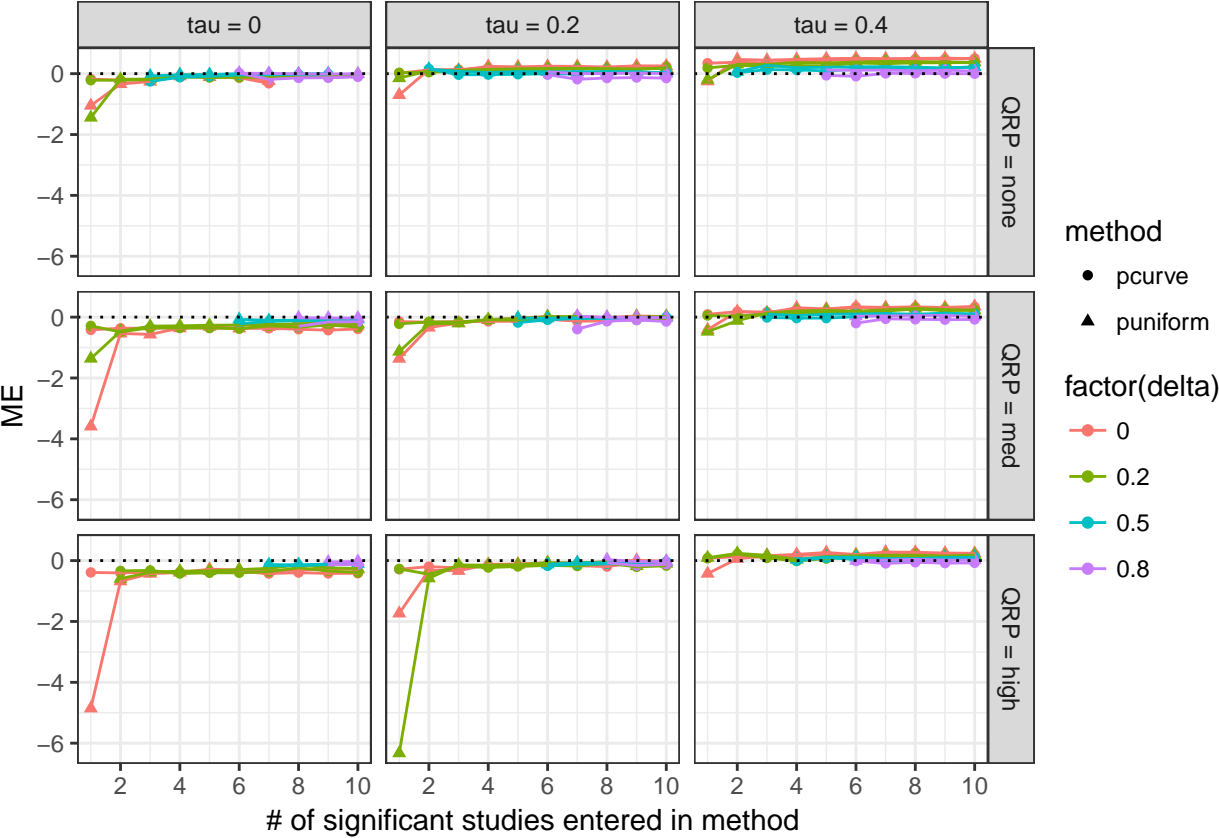 tau = 0
tau = 0.2
tau = 0.4
0
−2
−4
−6
QRP = none
0
−2
−4
−6
QRP = med
0
−2
−4
−6
QRP = high
2 4 6 8 10
2 4 6 8 10
2 4 6 8 10
# of significant studies entered in method
ME
method
pcurve
puniform
factor(delta)
0
0.2
0.5
0.8